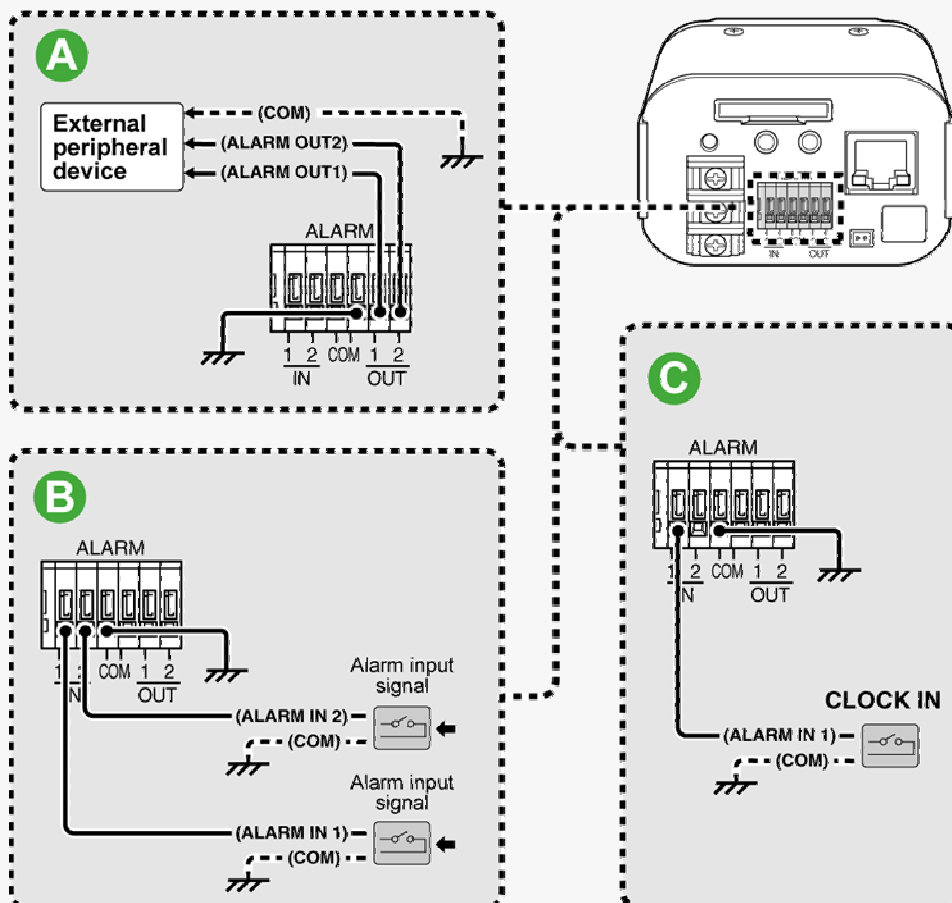 A
External
peripheral
device
(COM)
(ALARM OUT2)
(ALARM OUT1)
ALARM
1 2 COM 1 2
IN OUT
IN OUT
B
ALARM
1 2 COM 1 2
IN OUT
Alarm input
signal
(ALARM IN 2)
(COM)
Alarm input
signal
(ALARM IN 1)
(COM)
C
ALARM
1 2 COM 1 2
IN OUT
CLOCK IN
(ALARM IN 1)
(COM)